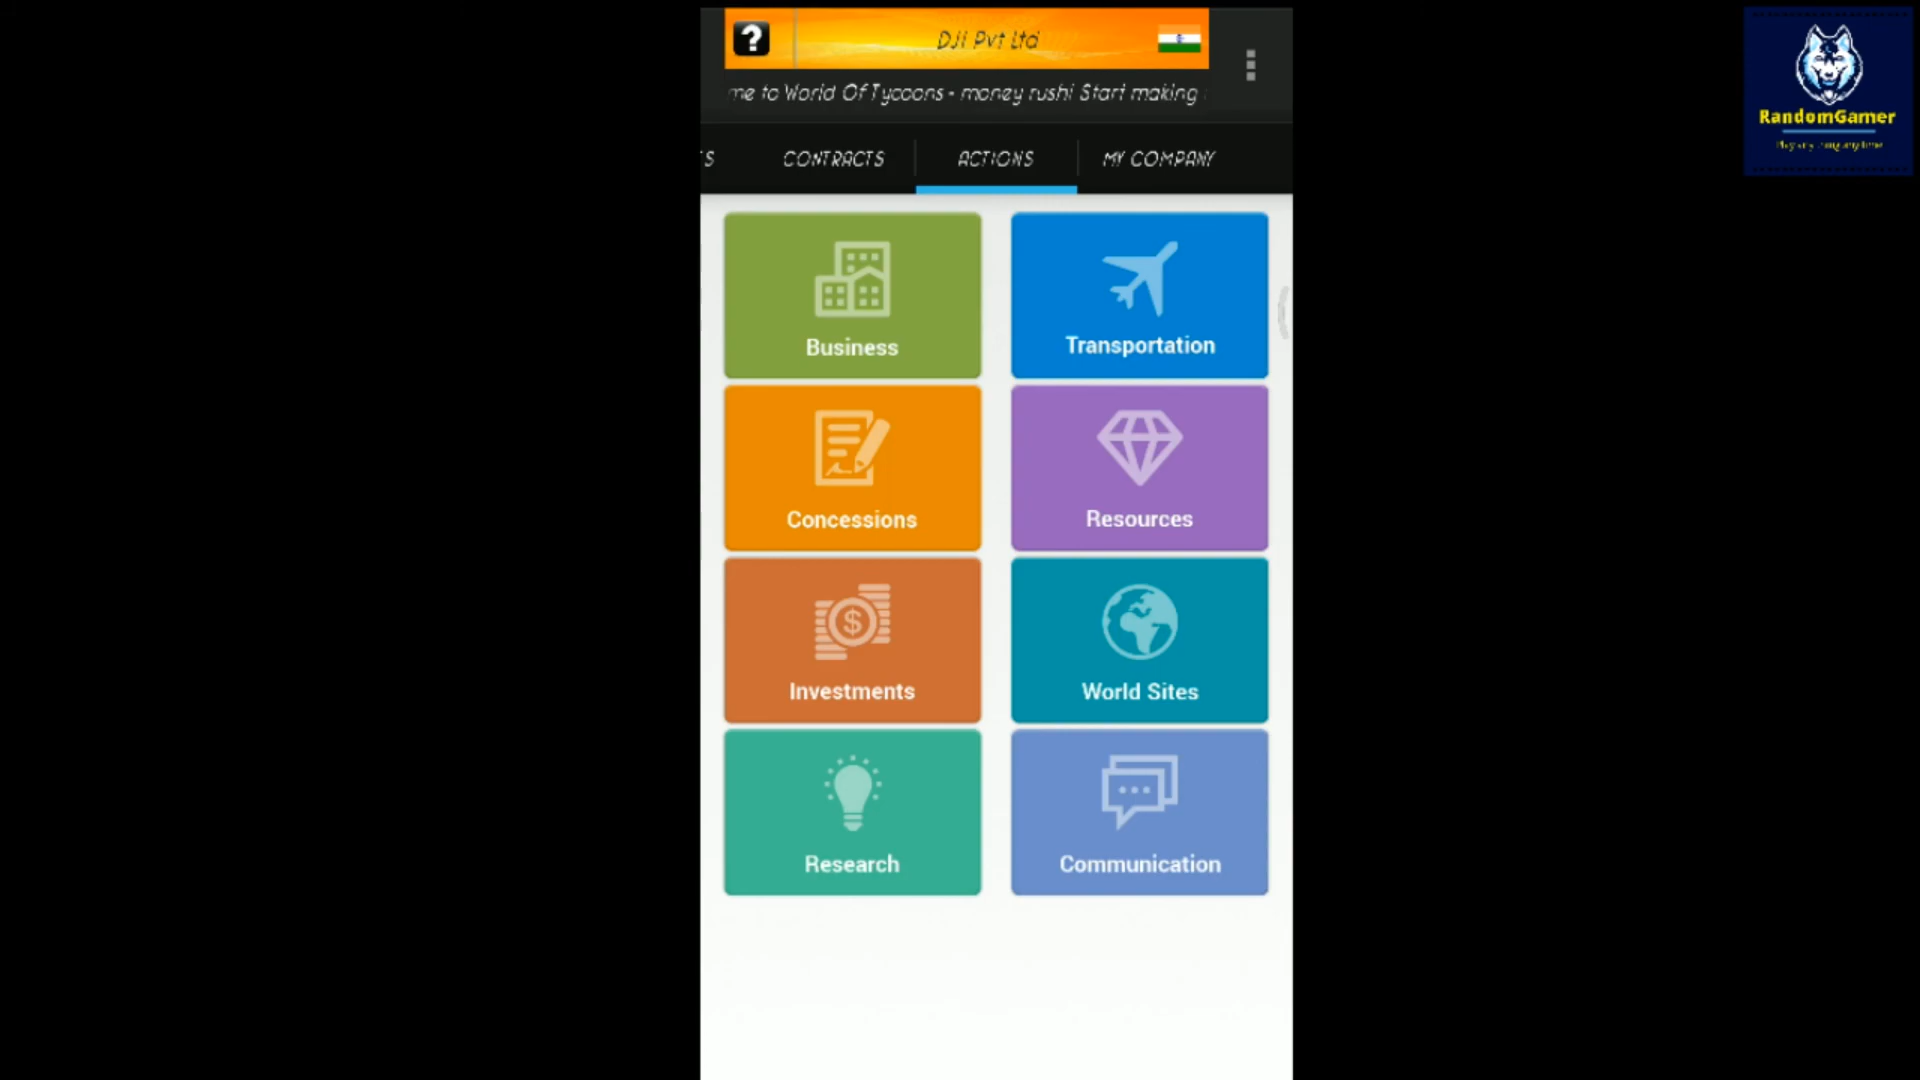 DJI Pvt Ltd
me to World Of Tycoons - money rush! Start making
CONTRACTS
ACTIONS
MY COMPANY
Business
Transportation
Concessions
Resources
Investments
World Sites
Research
Communication
RandomGamer